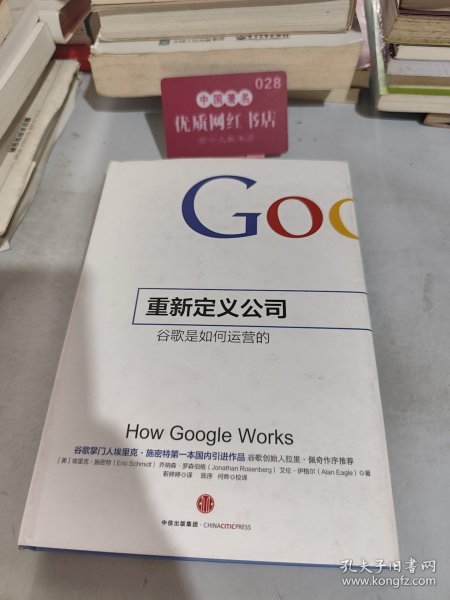 028
中国著名
优质网红书店
Goo
重新定义公司
谷歌是如何运营的
How Google Works
谷歌掌门人埃里克·施密特第一本国内引进作品 谷歌创始人拉里·佩奇作序推荐
[美] 埃里克·施密特 (Eric Schmidt) 乔纳森·罗森伯格 (Jonathan Rosenberg) 艾伦·伊格尔 (Alan Eagle) ◎著
靳婷婷◎译 陈序 何晔◎校译
中信出版集团·CHINACITICPRESS
孔夫子旧书网
www.kongfz.com